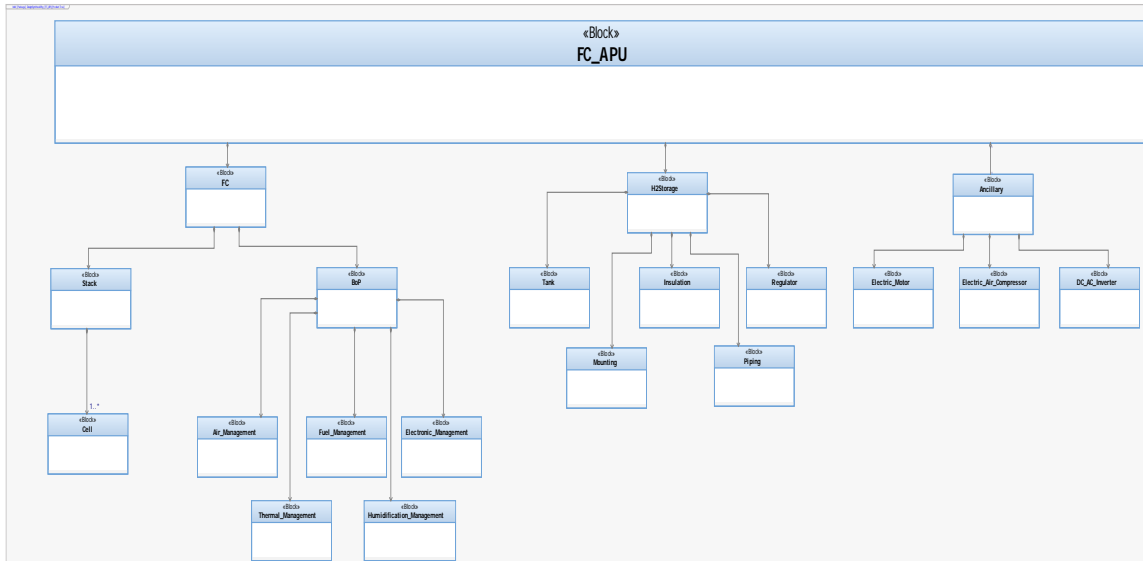 «Block»
FC_APU
«Block»
FC
«Block»
H2Storage
«Block»
Ancillary
«Block»
Stack
«Block»
BoP
«Block»
Tank
«Block»
Insulation
«Block»
Regulator
«Block»
Electric_Motor
«Block»
Electric_Air_Compressor
«Block»
DC_AC_Inverter
«Block»
Mounting
«Block»
Piping
1..*
«Block»
Cell
«Block»
Air_Management
«Block»
Fuel_Management
«Block»
Electronic_Management
«Block»
Thermal_Management
«Block»
Humidification_Management